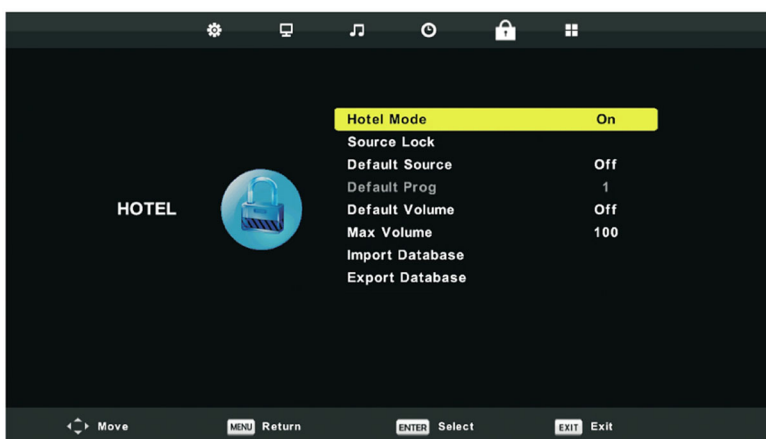 HOTEL
Hotel Mode On
Source Lock
Default Source Off
Default Prog 1
Default Volume Off
Max Volume 100
Import Database
Export Database
Move MENU Return ENTER Select EXIT Exit